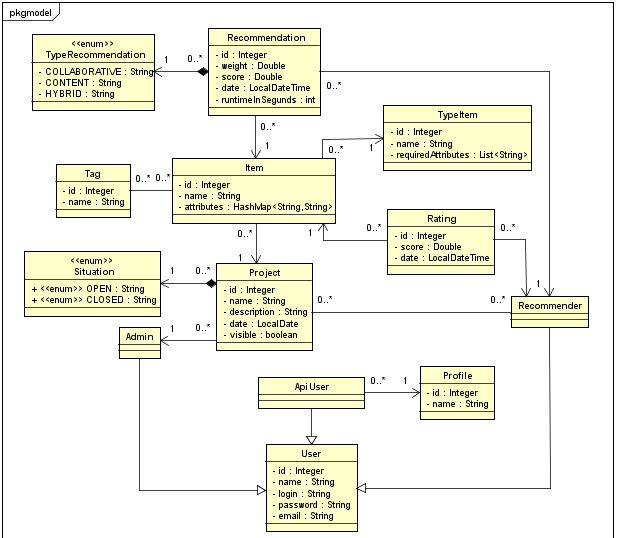 pkgmodel
<<enum>>
TypeRecommendation
- COLLABORATIVE : String
- CONTENT : String
- HYBRID : String
1
0..*
Recommendation
- id : Integer
- weight : Double
- score : Double
- date : LocalDateTime
- runtimeInSegunds : int
0..*
0..*
1
TypeItem
- id : Integer
- name : String
- requiredAttributes : List<String>
0..*
1
Tag
- id : Integer
- name : String
0..*
0..*
Item
- id : Integer
- name : String
- attributes : HashMap<String,String>
Rating
- id : Integer
- score : Double
- date : LocalDateTime
1
0..*
0..*
0..*
1
<<enum>>
Situation
+ <<enum>> OPEN : String
+ <<enum>> CLOSED : String
1
0..*
Project
- id : Integer
- name : String
- description : String
- date : LocalDate
- visible : boolean
0..*
0..*
1
Recommender
Admin
1
0..*
ApiUser
0..*
1
Profile
- id : Integer
- name : String
User
- id : Integer
- name : String
- login : String
- password : String
- email : String